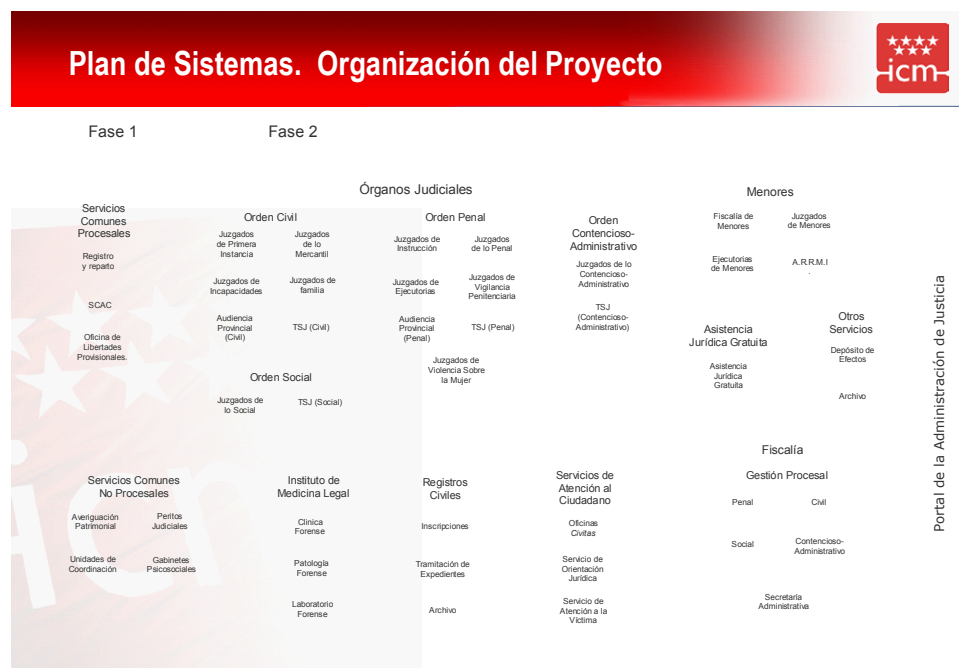 Plan de Sistemas. Organización del Proyecto
icm
Fase 1
Fase 2
Órganos Judiciales
Menores
Servicios
Comunes
Procesales
Registro
y reparto
SCAC
Oficina de
Libertades
Provisionales.
Orden Civil
Juzgados
de Primera
Instancia
Juzgados
de lo
Mercantil
Juzgados de
Incapacidades
Juzgados de
familia
Audiencia
Provincial
(Civil)
TSJ (Civil)
Orden Social
Juzgados de
lo Social
TSJ (Social)
Orden Penal
Juzgados de
Instrucción
Juzgados
de lo Penal
Juzgados de
Ejecutorias
Juzgados de
Vigilancia
Penitenciaria
Audiencia
Provincial
(Penal)
TSJ (Penal)
Juzgados de
Violencia Sobre
la Mujer
Orden
Contencioso-
Administrativo
Juzgados de lo
Contencioso-
Administrativo
TSJ
(Contencioso-
Administrativo)
Fiscalía de
Menores
Juzgados
de Menores
Ejecutorias
de Menores
A.R.R.M.I
.
Asistencia
Jurídica Gratuita
Asistencia
Jurídica
Gratuita
Otros
Servicios
Depósito de
Efectos
Archivo
Portal de la Administración de Justicia
Servicios Comunes
No Procesales
Averiguación
Patrimonial
Peritos
Judiciales
Unidades de
Coordinación
Gabinetes
Psicosociales
Instituto de
Medicina Legal
Clinica
Forense
Patología
Forense
Laboratorio
Forense
Registros
Civiles
Inscripciones
Tramitación de
Expedientes
Archivo
Servicios de
Atención al
Ciudadano
Oficinas
Civitas
Servicio de
Orientación
Jurídica
Servicio de
Atención a la
Víctima
Fiscalía
Gestión Procesal
Penal
Civil
Social
Contencioso-
Administrativo
Secretaría
Administrativa